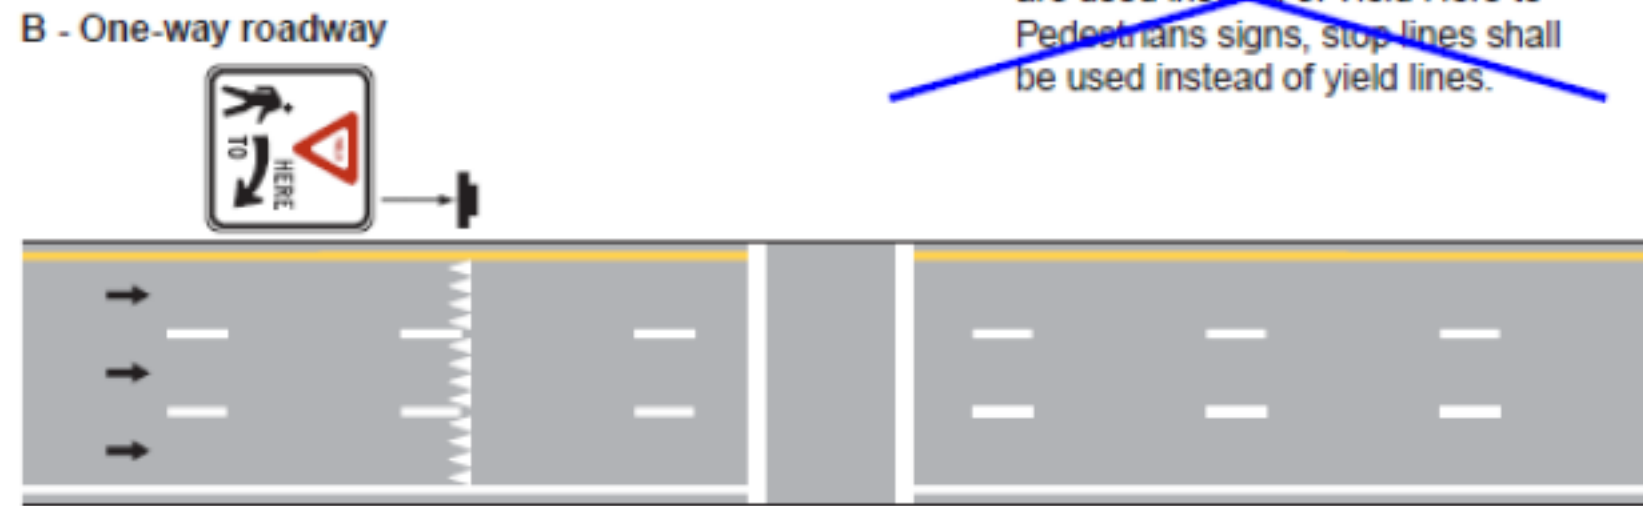 B - One-way roadway
Pedestrians signs, stop lines shall
be used instead of yield lines.
TO
HERE